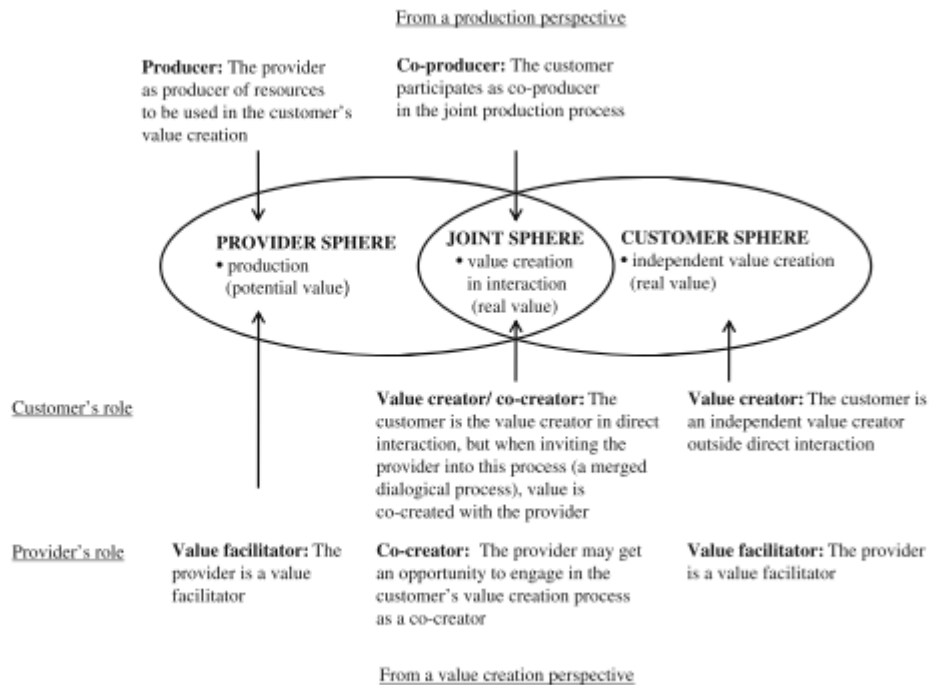 From a production perspective
Producer: The provider
as producer of resources
to be used in the customer's
value creation
Co-producer: The customer
participates as co-producer
in the joint production process
PROVIDER SPHERE
• production
(potential value)
JOINT SPHERE
• value creation
in interaction
(real value)
CUSTOMER SPHERE
• independent value creation
(real value)
Customer's role
Value creator/ co-creator: The
customer is the value creator in direct
interaction, but when inviting the
provider into this process (a merged
dialogical process), value is
co-created with the provider
Value creator: The customer is
an independent value creator
outside direct interaction
Provider's role
Value facilitator: The
provider is a value
facilitator
Co-creator: The provider may get
an opportunity to engage in the
customer's value creation process
as a co-creator
Value facilitator: The provider
is a value facilitator
From a value creation perspective